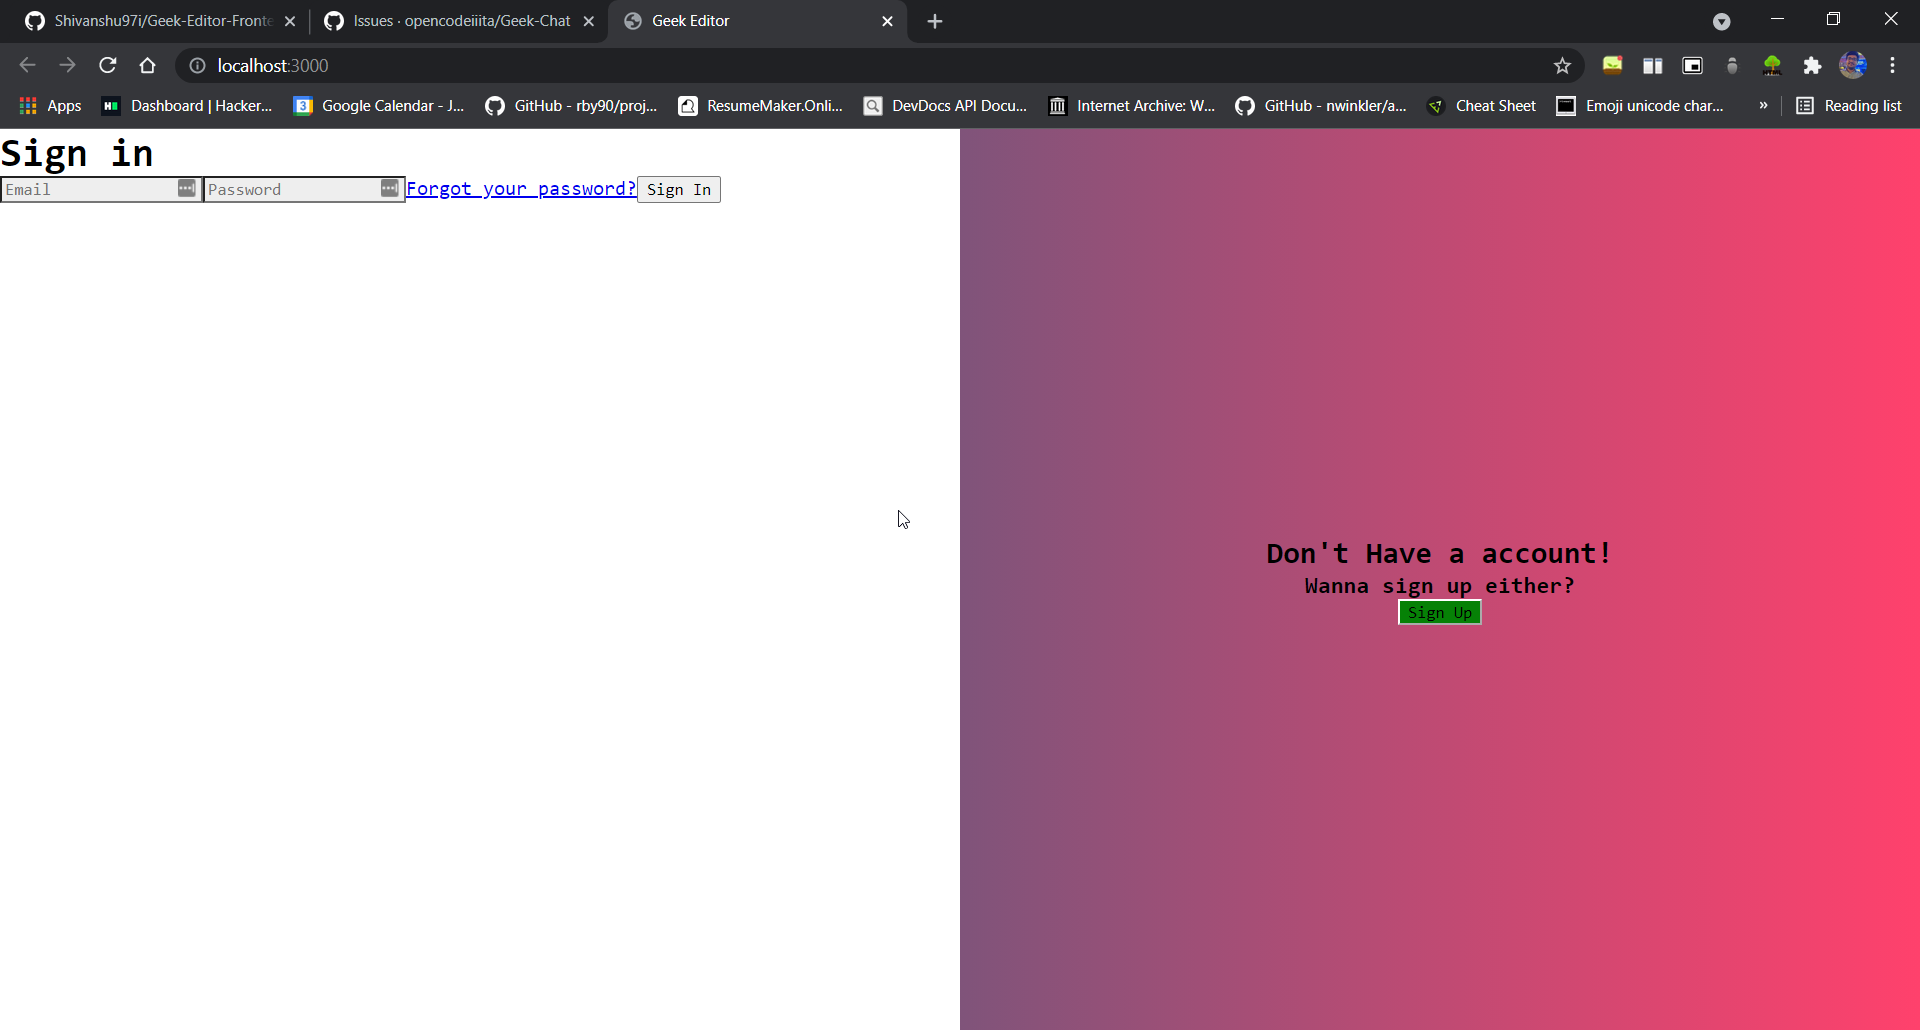 Shivanshu97i/Geek-Editor-Fronte
Issues · opencodeiiita/Geek-Chat
Geek Editor
localhost:3000
Apps
Dashboard | Hacker...
3
Google Calendar - J...
GitHub - rby90/proj...
ResumeMaker.Onli...
DevDocs API Docu...
Internet Archive: W...
GitHub - nwinkler/a...
Cheat Sheet
Emoji unicode char...
»
Reading list
Sign in
Email
Password
Forgot your password?
Sign In
Don't Have a account!
Wanna sign up either?
Sign Up